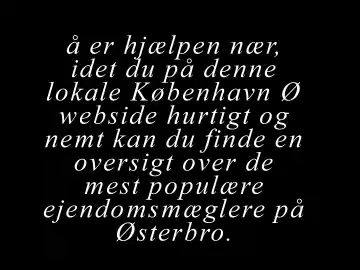 å er hjælpen nær,
idet du på denne
lokale København Ø
webside hurtigt og
nemt kan du finde en
oversigt over de
mest populære
ejendomsmæglere på
Østerbro.